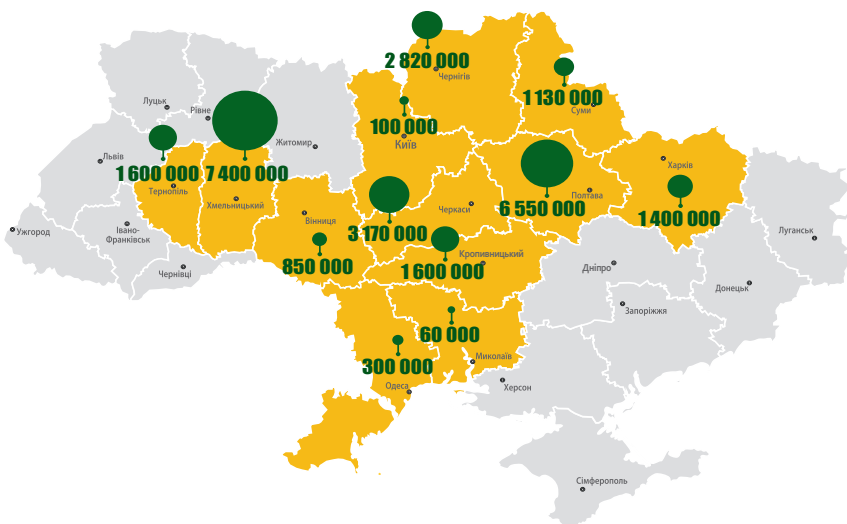 2 820 000
Чернігів
1 130 000
Суми
Луцьк
Рівне
100 000
Київ
Житомир
Львів
1 600 000
Тернопіль
7 400 000
Хмельницький
Харків
1 400 000
6 550 000
Полтава
Черкаси
3 170 000
Вінниця
850 000
Ужгород
Івано-
Франківськ
Чернівці
Кропивницький
1 600 000
Луганськ
Дніпро
Донецьк
Запоріжжя
60 000
300 000
Миколаїв
Одеса
Херсон
Сімферополь